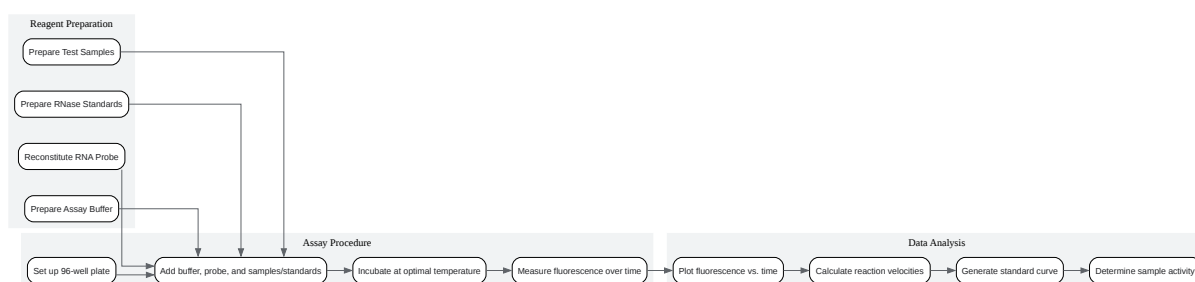 Reagent Preparation
Prepare Test Samples
Prepare RNase Standards
Reconstitute RNA Probe
Prepare Assay Buffer
Assay Procedure
Data Analysis
Set up 96-well plate
Add buffer, probe, and samples/standards
Incubate at optimal temperature
Measure fluorescence over time
Plot fluorescence vs. time
Calculate reaction velocities
Generate standard curve
Determine sample activity